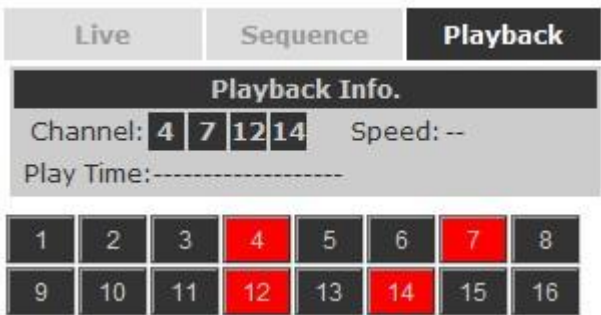 Live Sequence Playback
Playback Info.
Channel: 4 7 12 14 Speed: --
Play Time:-------------------
1 2 3 4 5 6 7 8
9 10 11 12 13 14 15 16